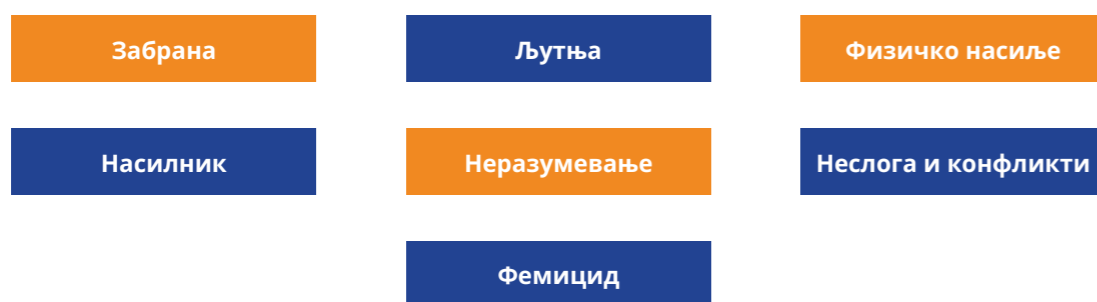 Забрана
Љутња
Физичко насиље
Насилник
Неразумевање
Неслога и конфликти
Фемицид